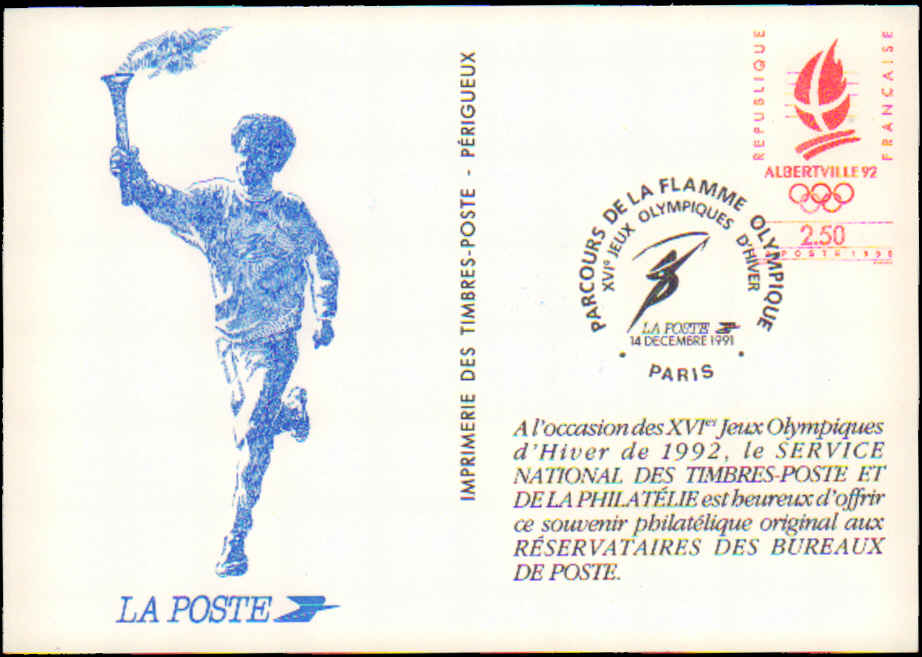 LA POSTE
IMPRIMERIE DES TIMBRES-POSTE - PÉRIGUEUX
REPUBLIQUE
FRANÇAISE
ALBERTVILLE 92
2.50
POSTE 1990
PARCOURS DE LA FLAMME OLYMPIQUE
XVIe JEUX OLYMPIQUES D'HIVER
LA POSTE
14 DECEMBRE 1991
PARIS
A l'occasion des XVIes Jeux Olympiques
d'Hiver de 1992, le SERVICE
NATIONAL DES TIMBRES-POSTE ET
DE LA PHILATÉLIE est heureux d'offrir
ce souvenir philatélique original aux
RÉSERVATAIRES DES BUREAUX
DE POSTE.